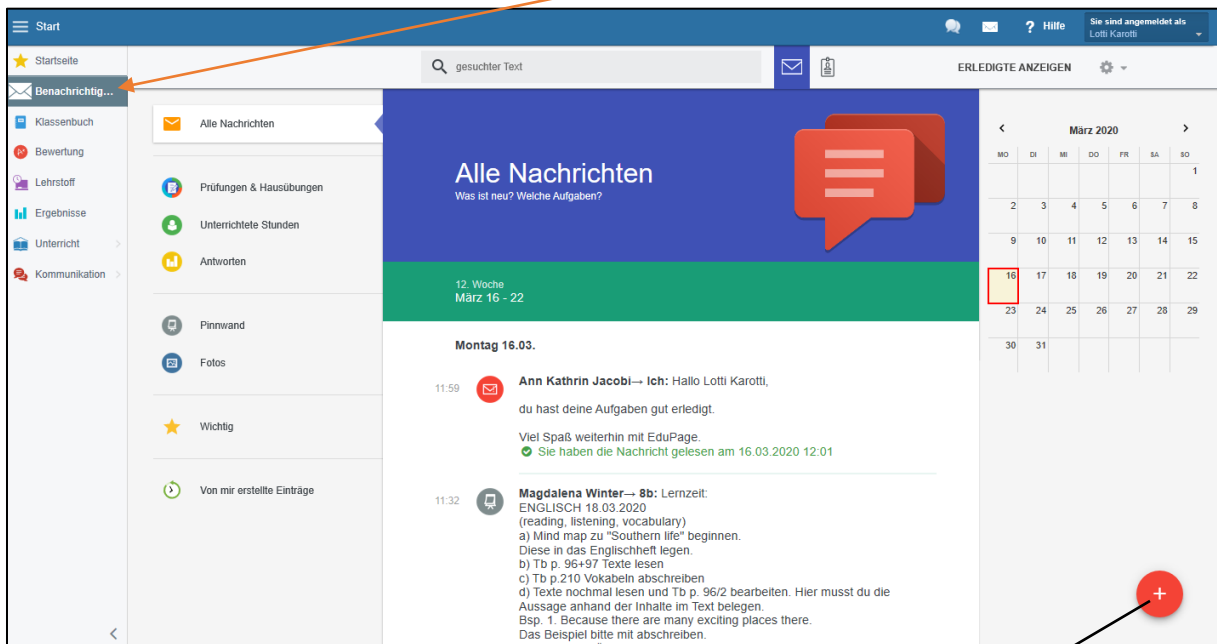 Start
? Hilfe
Sie sind angemeldet als
Lotti Karotti
Startseite
Benachrichtig...
Klassenbuch
Bewertung
Lehrstoff
Ergebnisse
Unterricht
Kommunikation
gesuchter Text
ERLEDIGTE ANZEIGEN
Alle Nachrichten
Prüfungen & Hausübungen
Unterrichtete Stunden
Antworten
Pinnwand
Fotos
Wichtig
Von mir erstellte Einträge
Alle Nachrichten
Was ist neu? Welche Aufgaben?
12. Woche
März 16 - 22
Montag 16.03.
11:59 Ann Kathrin Jacobi→ Ich: Hallo Lotti Karotti,
du hast deine Aufgaben gut erledigt.
Viel Spaß weiterhin mit EduPage.
Sie haben die Nachricht gelesen am 16.03.2020 12:01
11:32 Magdalena Winter→ 8b: Lernzeit:
ENGLISCH 18.03.2020
(reading, listening, vocabulary)
a) Mind map zu "Southern life" beginnen.
Diese in das Englischheft legen.
b) Tb p. 96+97 Texte lesen
c) Tb p.210 Vokabeln abschreiben
d) Texte nochmal lesen und Tb p. 96/2 bearbeiten. Hier musst du die
Aussage anhand der Inhalte im Text belegen.
Bsp. 1. Because there are many exciting places there.
Das Beispiel bitte mit abschreiben.
März 2020
MO DI MI DO FR SA SO
1
2 3 4 5 6 7 8
9 10 11 12 13 14 15
16 17 18 19 20 21 22
23 24 25 26 27 28 29
30 31